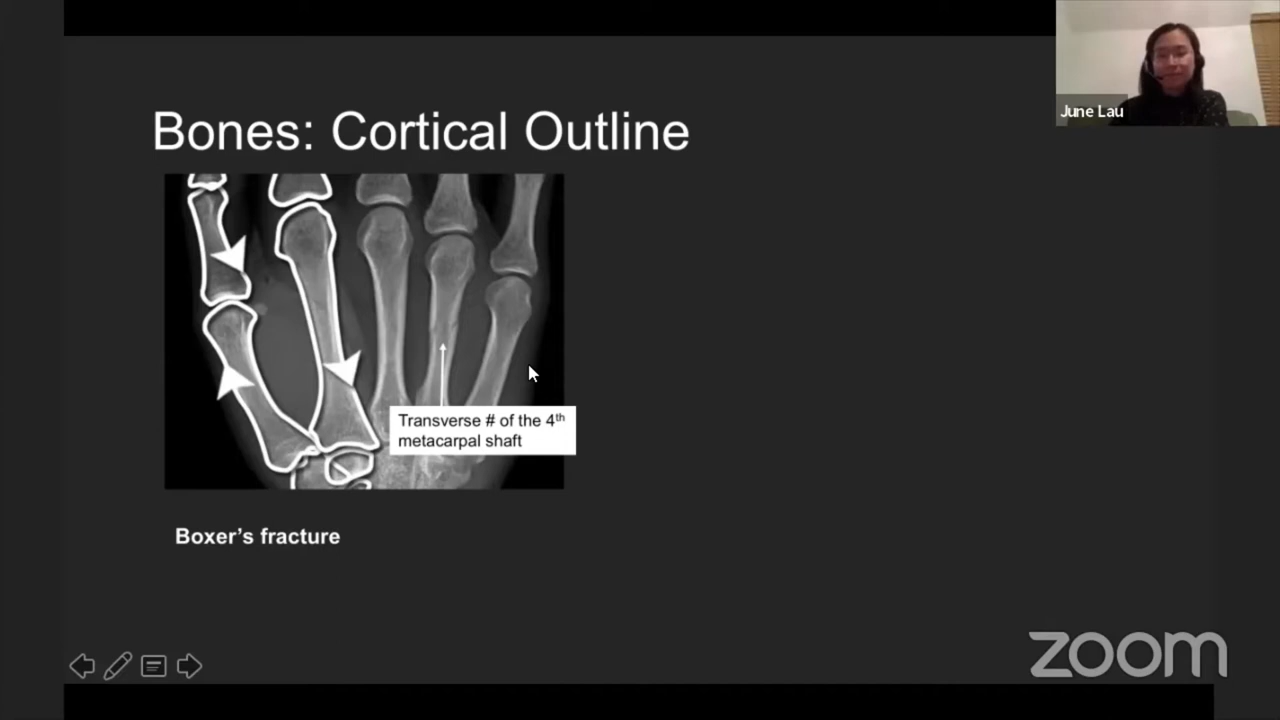 June Lau
Bones: Cortical Outline
Transverse # of the 4th
metacarpal shaft
Boxer’s fracture
zoom